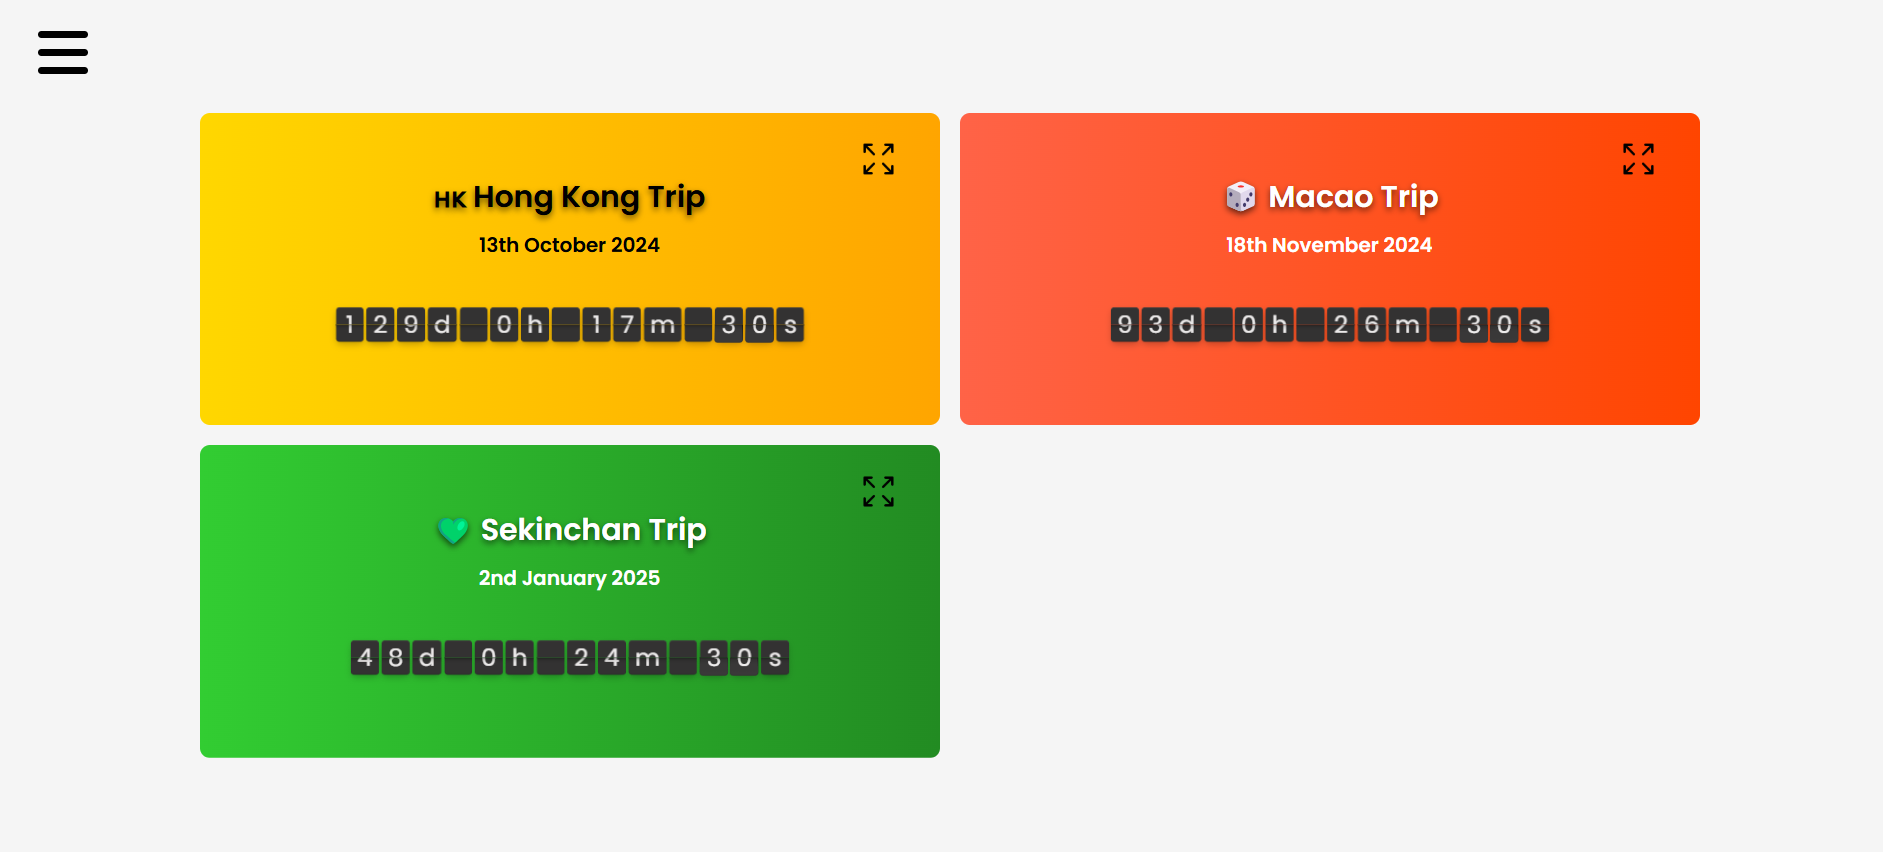 HK Hong Kong Trip
13th October 2024
129d 0h 17m 30s
Macao Trip
18th November 2024
93d 0h 26m 30s
Sekinchan Trip
2nd January 2025
48d 0h 24m 30s